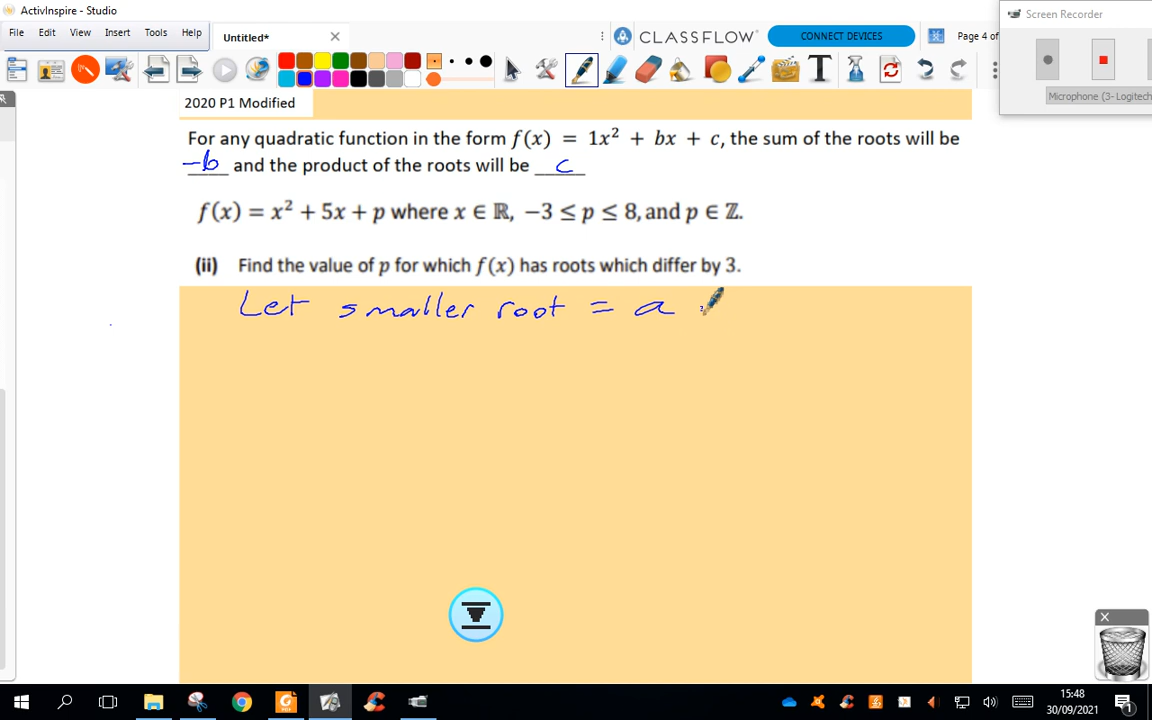 ActivInspire - Studio
Screen Recorder
File Edit View Insert Tools Help
Untitled*
CLASSFLOW
CONNECT DEVICES
Page 4 of
Microphone (3- Logitech
2020 P1 Modified
For any quadratic function in the form f(x) = 1x² + bx + c, the sum of the roots will be
-b and the product of the roots will be c
f(x) = x² + 5x + p where x ∈ ℝ, −3 ≤ p ≤ 8, and p ∈ ℤ.
(ii) Find the value of p for which f(x) has roots which differ by 3.
Let smaller root = a
15:48
30/09/2021